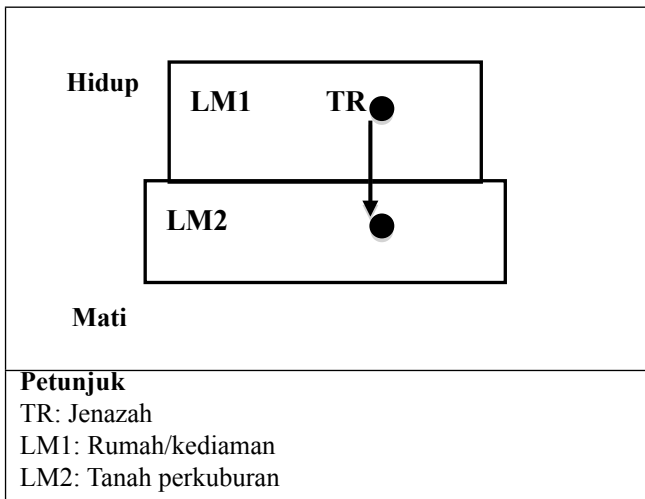 Hidup
LM1 TR
LM2
Mati
Petunjuk
TR: Jenazah
LM1: Rumah/kediaman
LM2: Tanah perkuburan